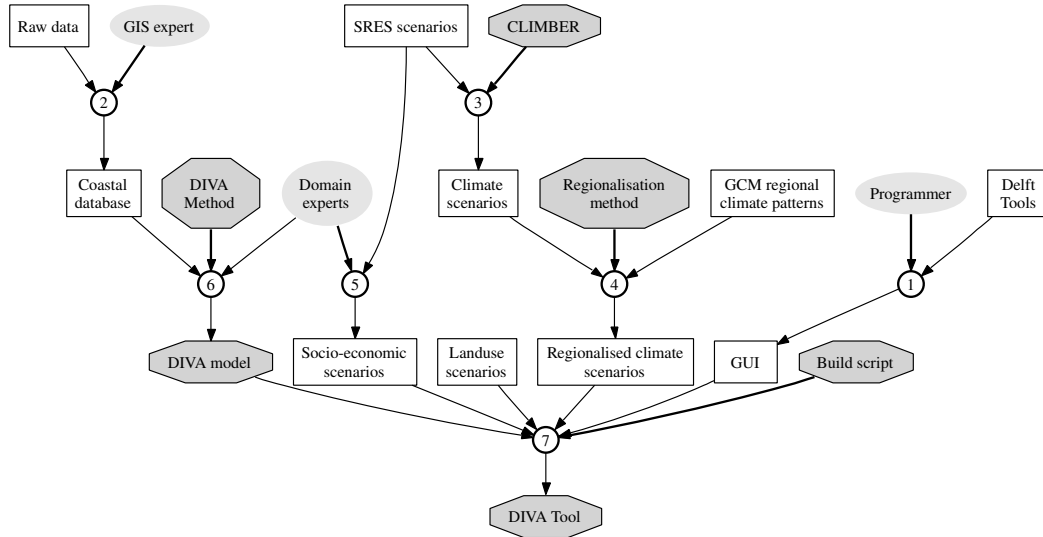 Raw data
GIS expert
SRES scenarios
CLIMBER
2
3
Coastal
database
DIVA
Method
Domain
experts
Climate
scenarios
Regionalisation
method
GCM regional
climate patterns
Programmer
Delft
Tools
6
5
4
1
DIVA model
Socio-economic
scenarios
Landuse
scenarios
Regionalised climate
scenarios
GUI
Build script
7
DIVA Tool